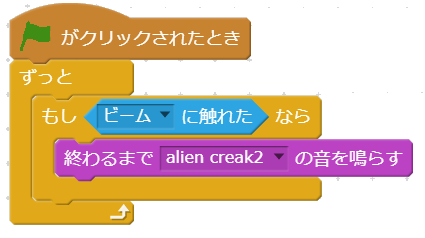 がクリックされたとき
ずっと
もし ビーム に触れた なら
終わるまで alien creak2 の音を鳴らす